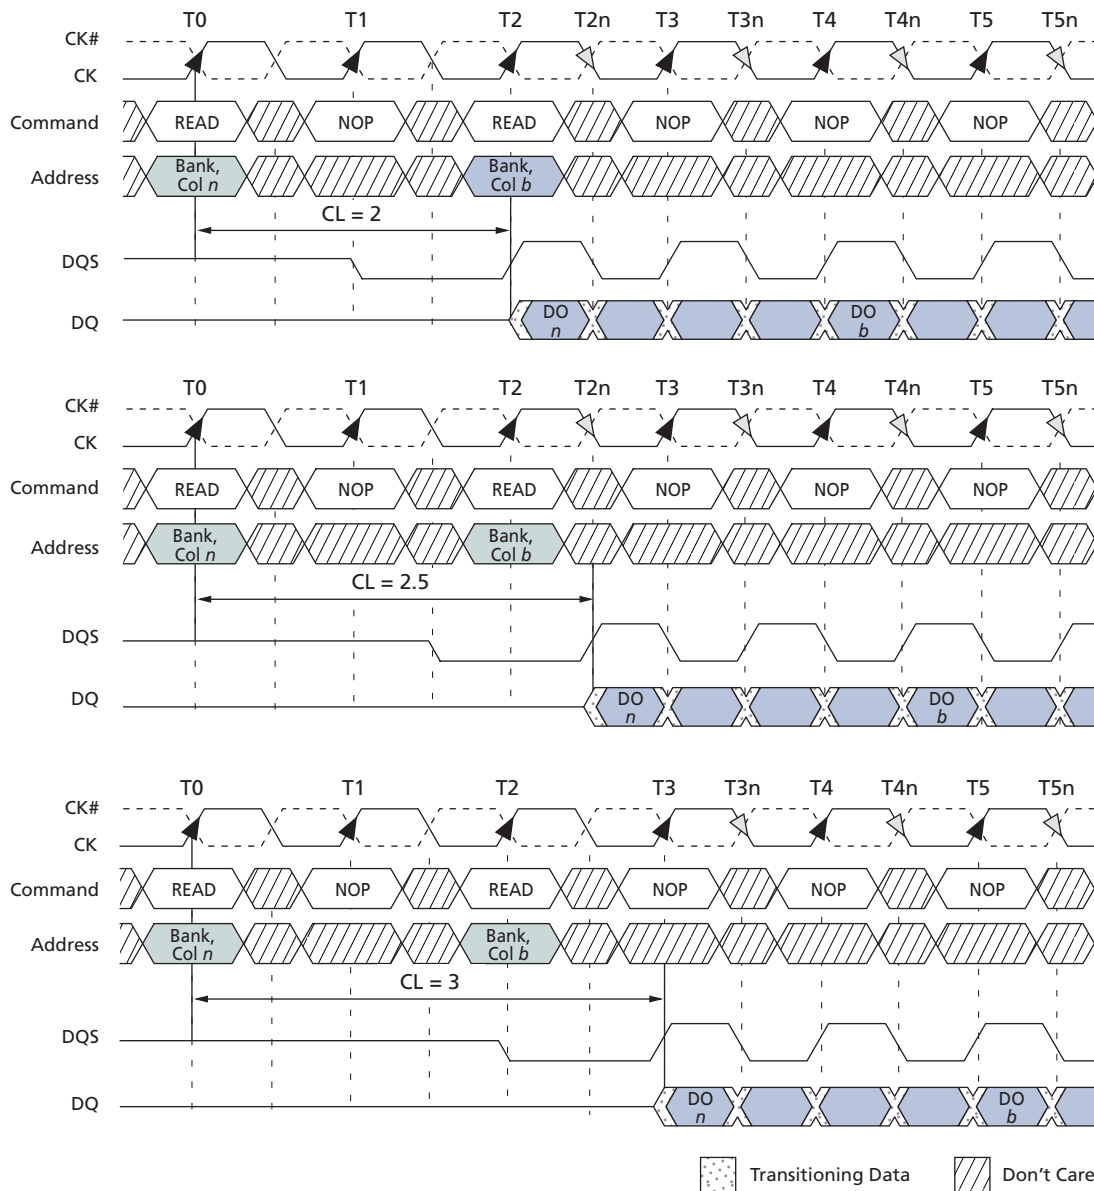 T0 T1 T2 T2n T3 T3n T4 T4n T5 T5n
CK#
CK
Command READ NOP READ NOP NOP NOP
Address Bank, Col n Bank, Col b
CL = 2
DQS
DQ DO n DO b
T0 T1 T2 T2n T3 T3n T4 T4n T5 T5n
CK#
CK
Command READ NOP READ NOP NOP NOP
Address Bank, Col n Bank, Col b
CL = 2.5
DQS
DQ DO n DO b
T0 T1 T2 T3 T3n T4 T4n T5 T5n
CK#
CK
Command READ NOP READ NOP NOP NOP
Address Bank, Col n Bank, Col b
CL = 3
DQS
DQ DO n DO b
Transitioning Data Don't Care